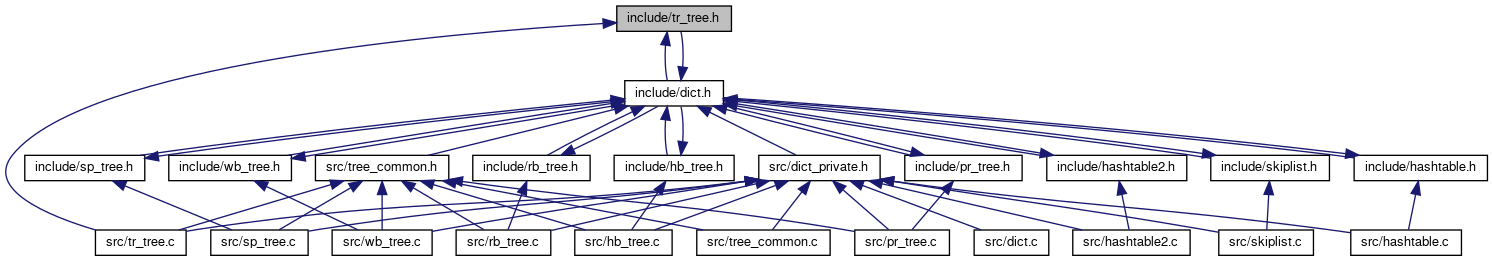 include/tr_tree.h
include/dict.h
include/sp_tree.h
include/wb_tree.h
src/tree_common.h
include/rb_tree.h
include/hb_tree.h
src/dict_private.h
include/pr_tree.h
include/hashtable2.h
include/skiplist.h
include/hashtable.h
src/tr_tree.c
src/sp_tree.c
src/wb_tree.c
src/rb_tree.c
src/hb_tree.c
src/tree_common.c
src/pr_tree.c
src/dict.c
src/hashtable2.c
src/skiplist.c
src/hashtable.c